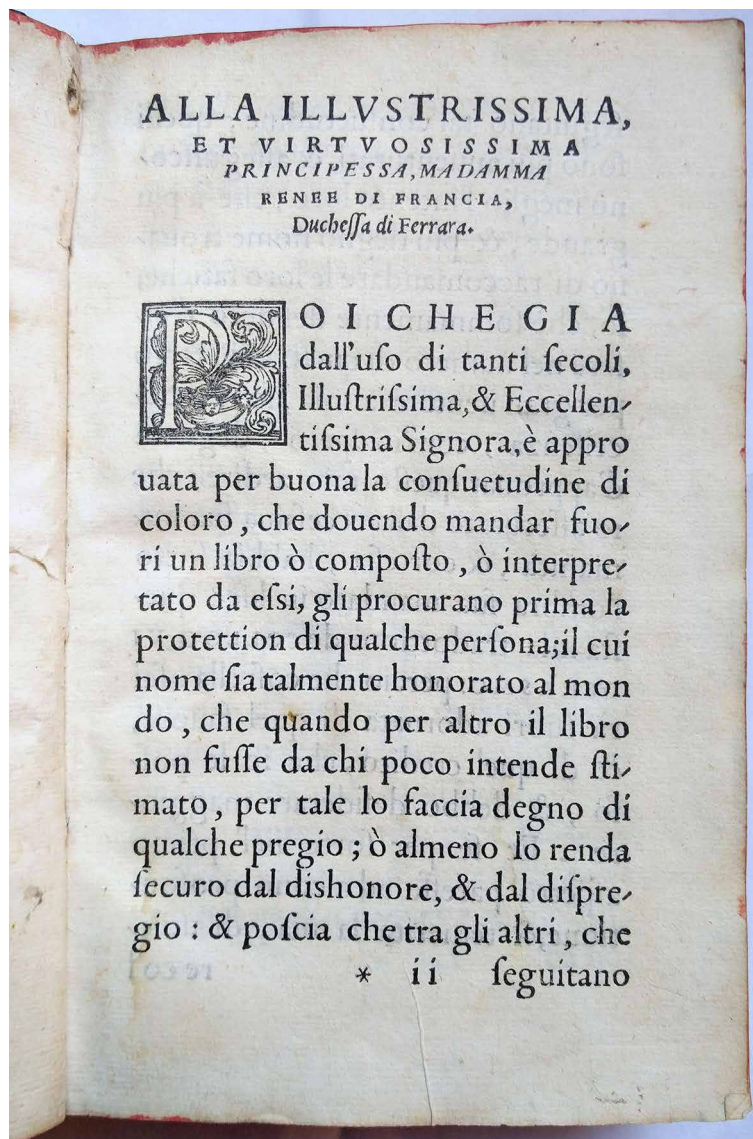 ALLA ILLVSTRISSIMA,
ET VIRTVOSISSIMA
PRINCIPESSA, MADAMMA
RENEE DI FRANCIA,
Ducheſſa di Ferrara.
POI CHE GIA
dall'uſo di tanti ſecoli,
Illuſtriſsima, & Eccellen-
tiſsima Signora, è appro
uata per buona la conſuetudine di
coloro, che douendo mandar fuo-
ri un libro ò compoſto, ò interpre-
tato da eſsi, gli procurano prima la
protettion di qualche perſona; il cui
nome ſia talmente honorato al mon
do, che quando per altro il libro
non fuſſe da chi poco intende ſti-
mato, per tale lo faccia degno di
qualche pregio; ò almeno lo renda
ſecuro dal dishonore, & dal diſpre-
gio: & poſcia che tra gli altri, che
* ii ſeguitano